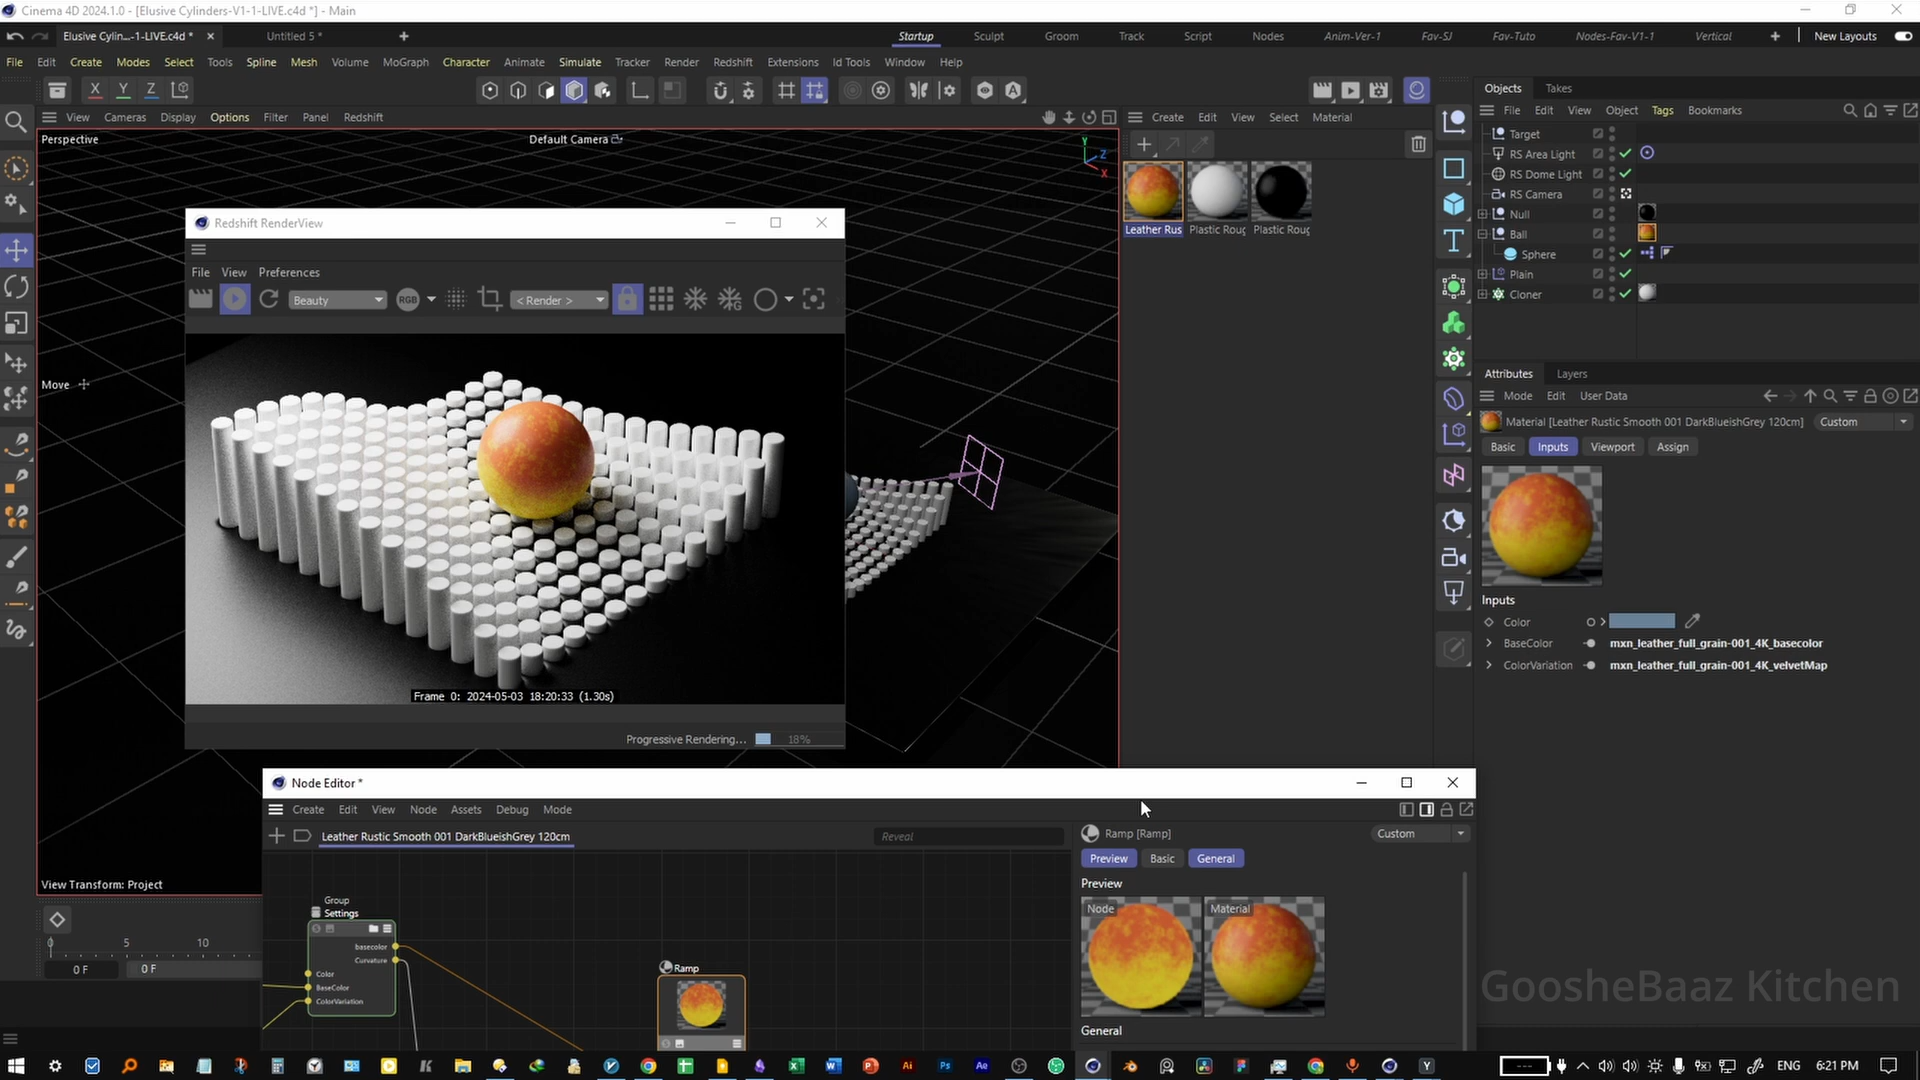 Cinema 4D 2024.1.0 - [Elusive Cylinders-V1-1-LIVE.c4d *] - Main
Elusive Cylin...-1-LIVE.c4d *
Untitled 5 *
Startup
Sculpt
Groom
Track
Script
Nodes
Anim-Ver-1
Fav-SJ
Fav-Tuto
Nodes-Fav-V1-1
Vertical
New Layouts
File Edit Create Modes Select Tools Spline Mesh Volume MoGraph Character Animate Simulate Tracker Render Redshift Extensions Id Tools Window Help
X Y Z
Objects Takes
View Cameras Display Options Filter Panel Redshift
Create Edit View Select Material
File Edit View Object Tags Bookmarks
Perspective
Default Camera
Y
Z
X
Target
RS Area Light
RS Dome Light
RS Camera
Null
Ball
Sphere
Plain
Cloner
Leather Rus
Plastic Roug
Plastic Roug
Redshift RenderView
File View Preferences
Beauty
RGB
< Render >
Move
Frame 0: 2024-05-03 18:20:33 (1.30s)
Progressive Rendering... 18%
Attributes Layers
Mode Edit User Data
Material [Leather Rustic Smooth 001 DarkBlueishGrey 120cm]
Custom
Basic Inputs Viewport Assign
Inputs
Color
BaseColor mxn_leather_full_grain-001_4K_basecolor
ColorVariation mxn_leather_full_grain-001_4K_velvetMap
Node Editor *
Create Edit View Node Assets Debug Mode
Leather Rustic Smooth 001 DarkBlueishGrey 120cm
Reveal
Ramp [Ramp]
Custom
Preview Basic General
Preview
Node
Material
General
View Transform: Project
Group
Settings
basecolor
Curvature
Color
BaseColor
ColorVariation
Ramp
0 5 10
0 F
0 F
GoosheBaaz Kitchen
ENG 6:21 PM